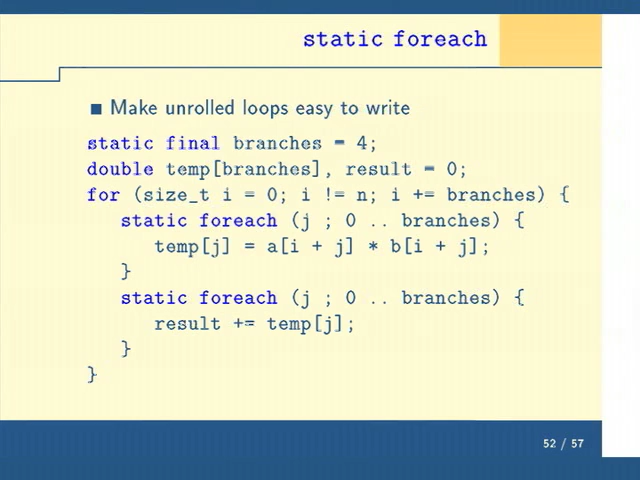 static foreach
Make unrolled loops easy to write
static final branches = 4;
double temp[branches], result = 0;
for (size_t i = 0; i != n; i += branches) {
static foreach (j ; 0 .. branches) {
temp[j] = a[i + j] * b[i + j];
}
static foreach (j ; 0 .. branches) {
result += temp[j];
}
}
52 / 57